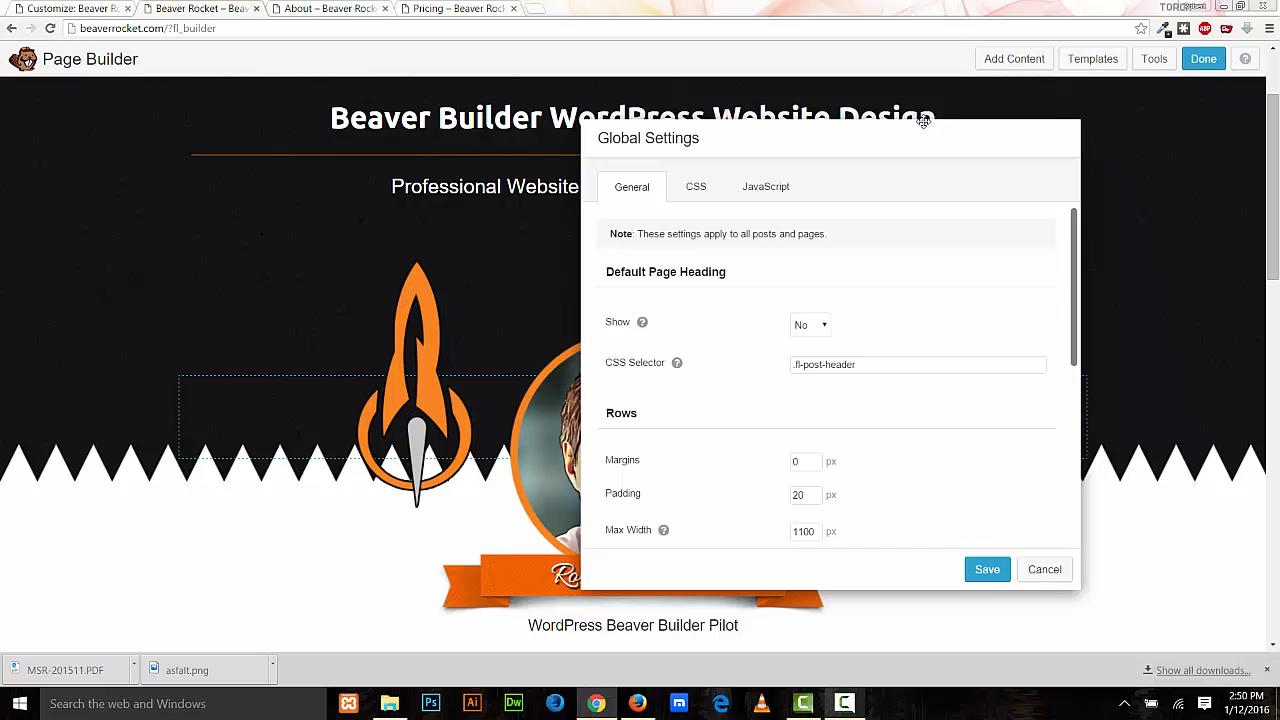 Customize: Beaver R
Beaver Rocket – Beav
About – Beaver Rock
Pricing – Beaver Rock
beaverrocket.com/?fl_builder
ABP
Page Builder
Add Content
Templates
Tools
Done
Beaver Builder WordPress Website Design
Global Settings
Professional Website
General
CSS
JavaScript
Note: These settings apply to all posts and pages.
Default Page Heading
Show
No
CSS Selector
.fl-post-header
Rows
Margins
0
px
Padding
20
px
Max Width
1100
px
Save
Cancel
WordPress Beaver Builder Pilot
MSR-201511.PDF
asfalt.png
Show all downloads...
Search the web and Windows
Ps
Ai
Dw
2:50 PM
1/12/2016